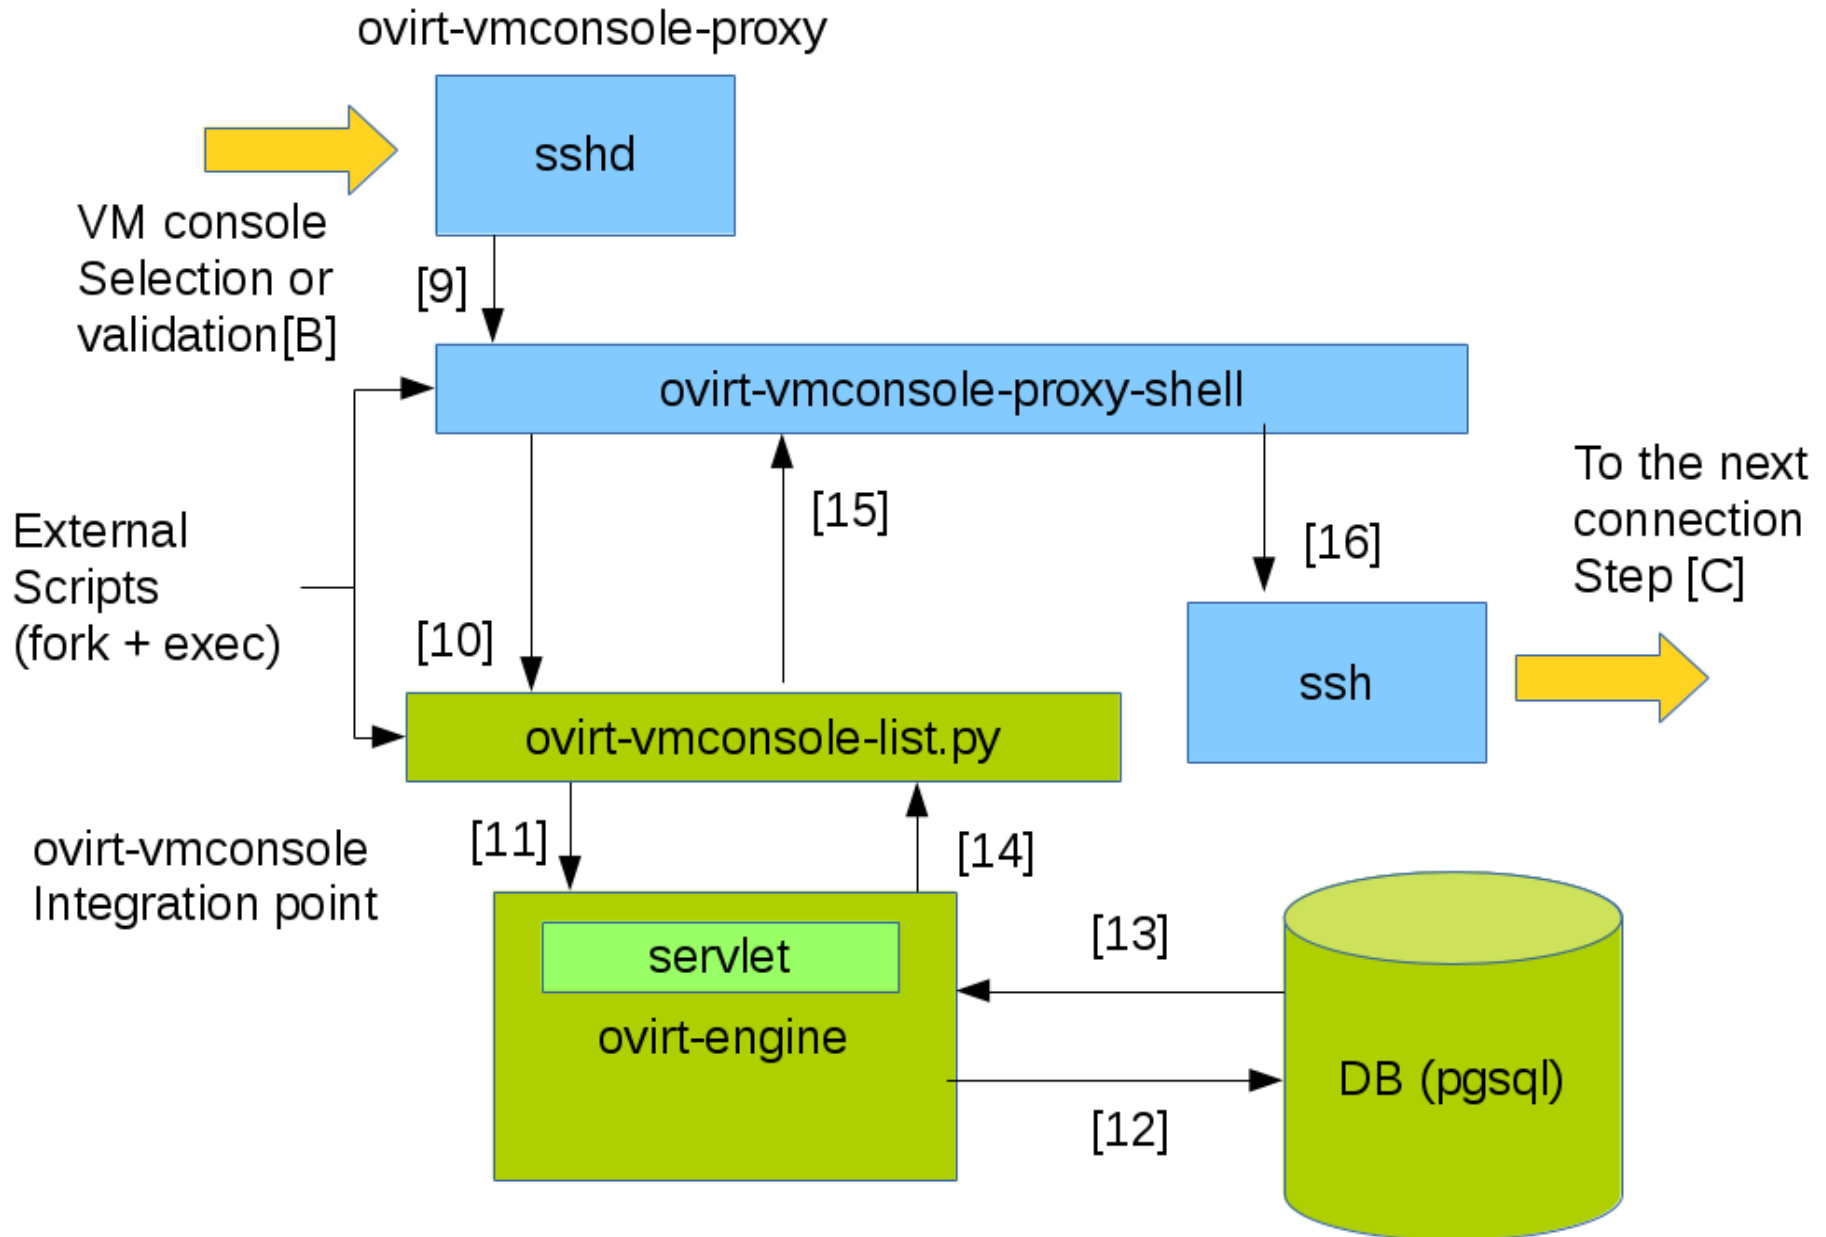 ovirt-vmconsole-proxy
sshd
VM console
Selection or
validation[B]
[9]
ovirt-vmconsole-proxy-shell
[15]
[16]
To the next
connection
Step [C]
External
Scripts
(fork + exec)
[10]
ssh
ovirt-vmconsole-list.py
[11]
[14]
ovirt-vmconsole
Integration point
servlet
ovirt-engine
[13]
[12]
DB (pgsql)